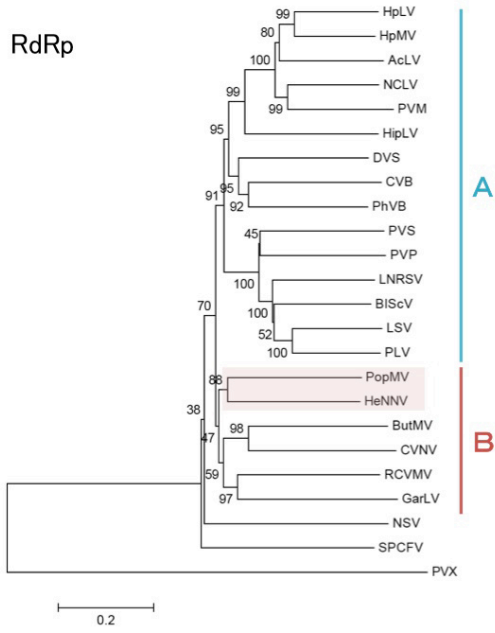 RdRp
99
HpLV
80
HpMV
100
AcLV
99
NCLV
99
PVM
95
HipLV
DVS
95
CVB
91
92
PhVB
A
45
PVS
PVP
100
LNRSV
100
BlScV
52
LSV
100
PLV
70
88
PopMV
HeNNV
38
98
ButMV
47
CVNV
B
59
RCVMV
97
GarLV
NSV
SPCFV
PVX
0.2